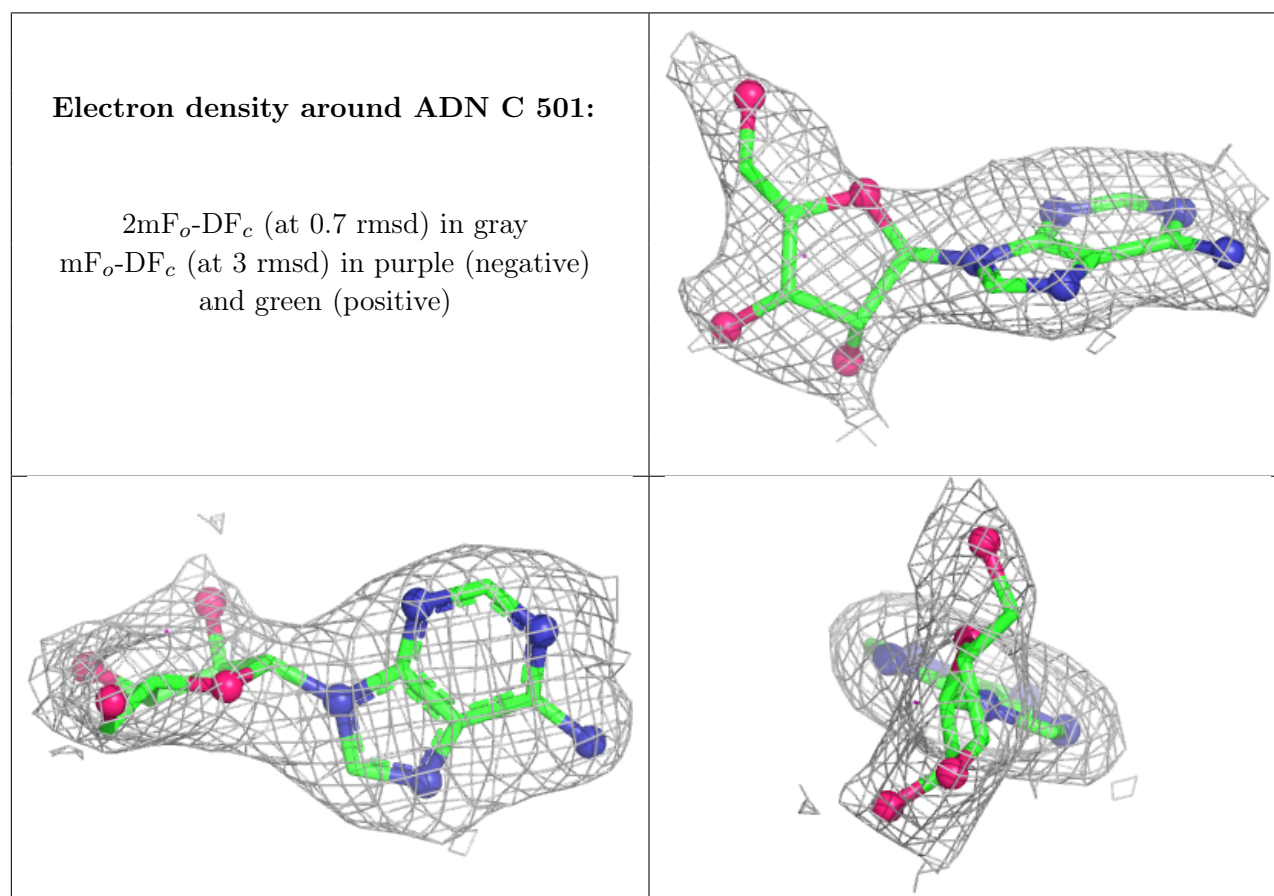 Electron density around ADN C 501:
2mFo-DFc (at 0.7 rmsd) in gray
mFo-DFc (at 3 rmsd) in purple (negative)
and green (positive)